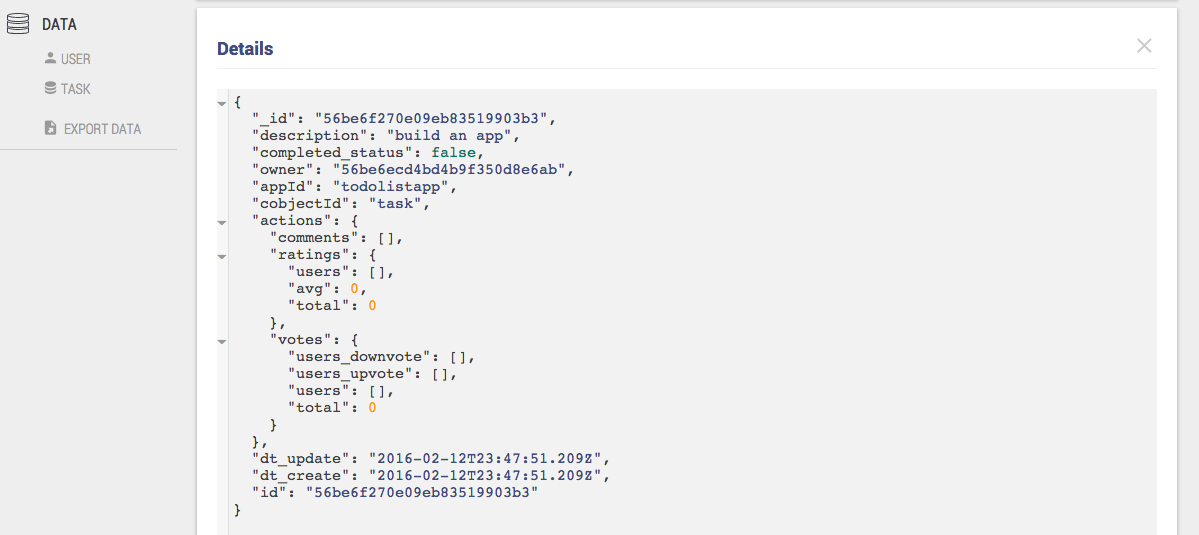 DATA
USER
TASK
EXPORT DATA
Details
{
"_id": "56be6f270e09eb83519903b3",
"description": "build an app",
"completed_status": false,
"owner": "56be6ecd4bd4b9f350d8e6ab",
"appId": "todolistapp",
"cobjectId": "task",
"actions": {
"comments": [],
"ratings": {
"users": [],
"avg": 0,
"total": 0
},
"votes": {
"users_downvote": [],
"users_upvote": [],
"users": [],
"total": 0
}
},
"dt_update": "2016-02-12T23:47:51.209Z",
"dt_create": "2016-02-12T23:47:51.209Z",
"id": "56be6f270e09eb83519903b3"
}